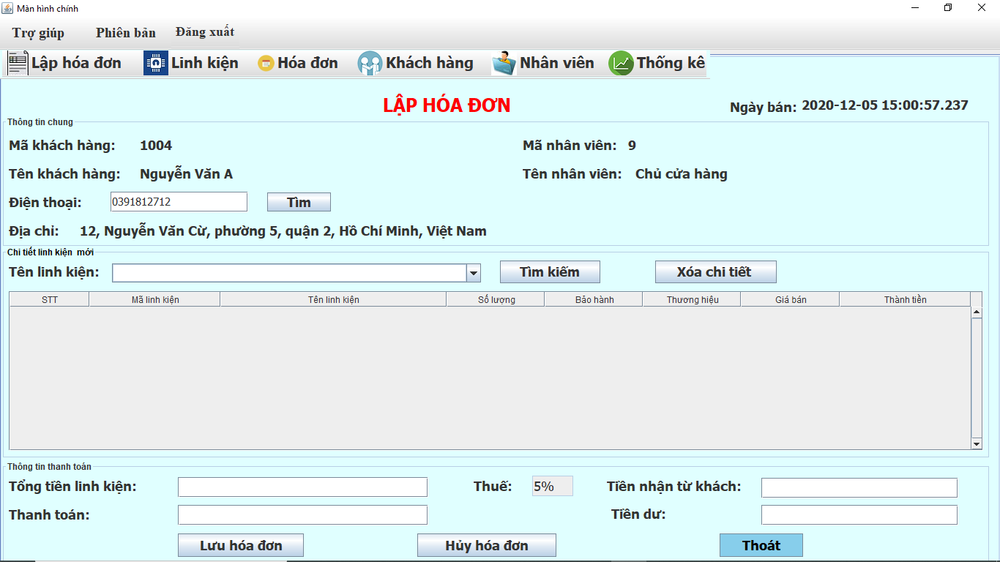 Màn hình chính
Trợ giúp Phiên bản Đăng xuất
Lập hóa đơn Linh kiện Hóa đơn Khách hàng Nhân viên Thống kê
LẬP HÓA ĐƠN
Ngày bán: 2020-12-05 15:00:57.237
Thông tin chung
Mã khách hàng: 1004 Mã nhân viên: 9
Tên khách hàng: Nguyễn Văn A Tên nhân viên: Chủ cửa hàng
Điện thoại: 0391812712 Tìm
Địa chỉ: 12, Nguyễn Văn Cừ, phường 5, quận 2, Hồ Chí Minh, Việt Nam
Chi tiết linh kiện mới
Tên linh kiện: Tìm kiếm Xóa chi tiết
STT Mã linh kiện Tên linh kiện Số lượng Bảo hành Thương hiệu Giá bán Thành tiền
Thông tin thanh toán
Tổng tiền linh kiện: Thuế: 5% Tiền nhận từ khách:
Thanh toán: Tiền dư:
Lưu hóa đơn Hủy hóa đơn Thoát